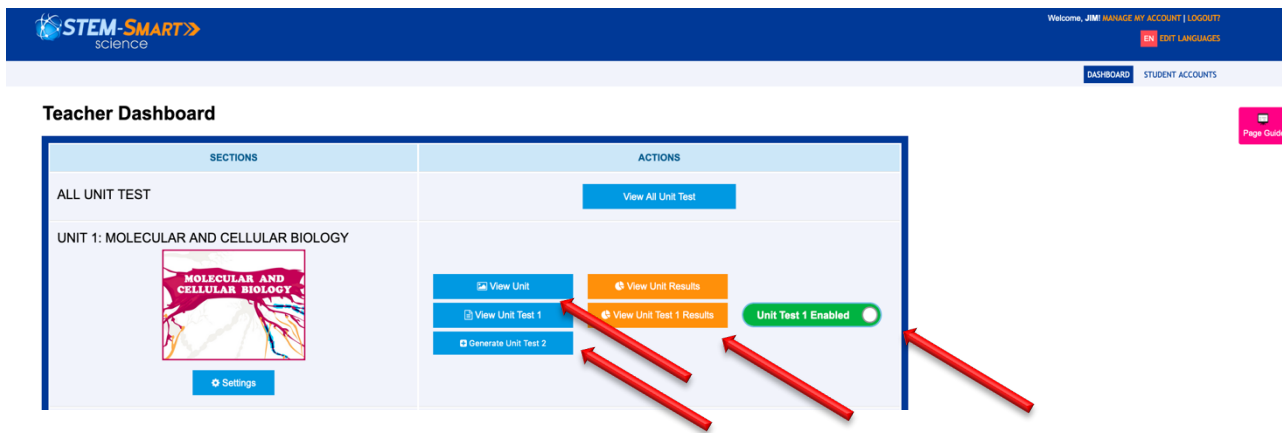 STEM-SMART
science
Welcome, JIM! MANAGE MY ACCOUNT | LOGOUT?
EN EDIT LANGUAGES
DASHBOARD STUDENT ACCOUNTS
Teacher Dashboard
Page Guide
SECTIONS ACTIONS
ALL UNIT TEST View All Unit Test
UNIT 1: MOLECULAR AND CELLULAR BIOLOGY
MOLECULAR AND
CELLULAR BIOLOGY
View Unit View Unit Results
View Unit Test 1 View Unit Test 1 Results Unit Test 1 Enabled
Generate Unit Test 2
Settings